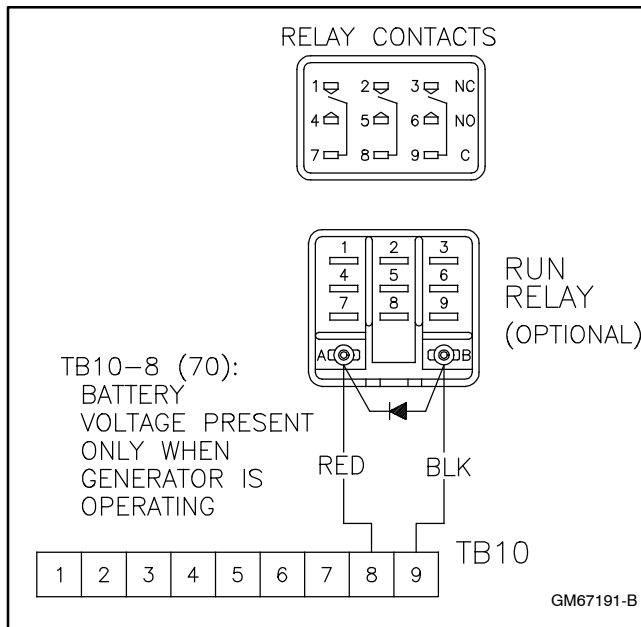 RELAY CONTACTS
1 2 3 NC
4 5 6 NO
7 8 9 C
1 2 3
4 5 6
7 8 9
A B
RUN
RELAY
(OPTIONAL)
TB10-8 (70):
BATTERY
VOLTAGE PRESENT
ONLY WHEN
GENERATOR IS
OPERATING
RED BLK
TB10
1 2 3 4 5 6 7 8 9
GM67191-B